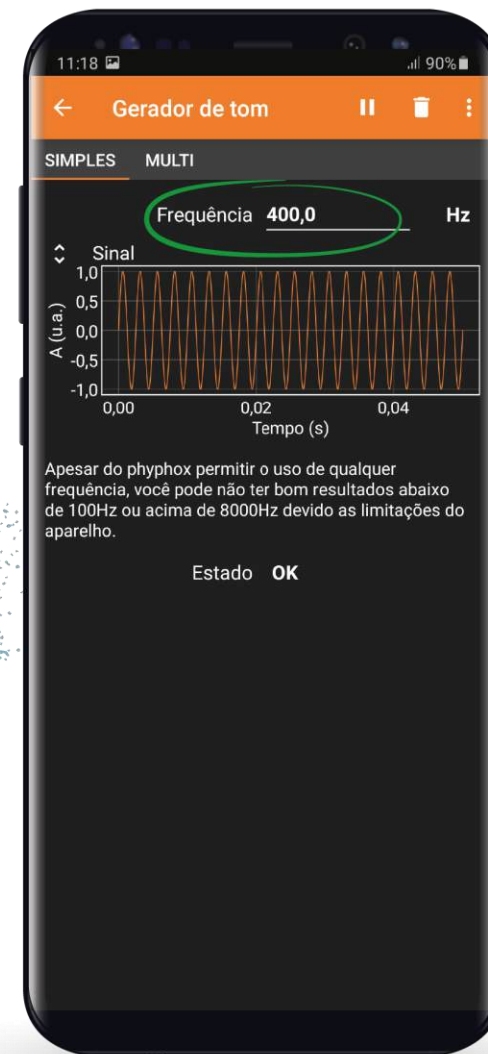 11:18 90%
Gerador de tom
SIMPLES MULTI
Frequência 400,0 Hz
Sinal
1,0
0,5
0,0
-0,5
-1,0
A (u.a.)
0,00 0,02 0,04
Tempo (s)
Apesar do phyphox permitir o uso de qualquer
frequência, você pode não ter bom resultados abaixo
de 100Hz ou acima de 8000Hz devido as limitações do
aparelho.
Estado OK